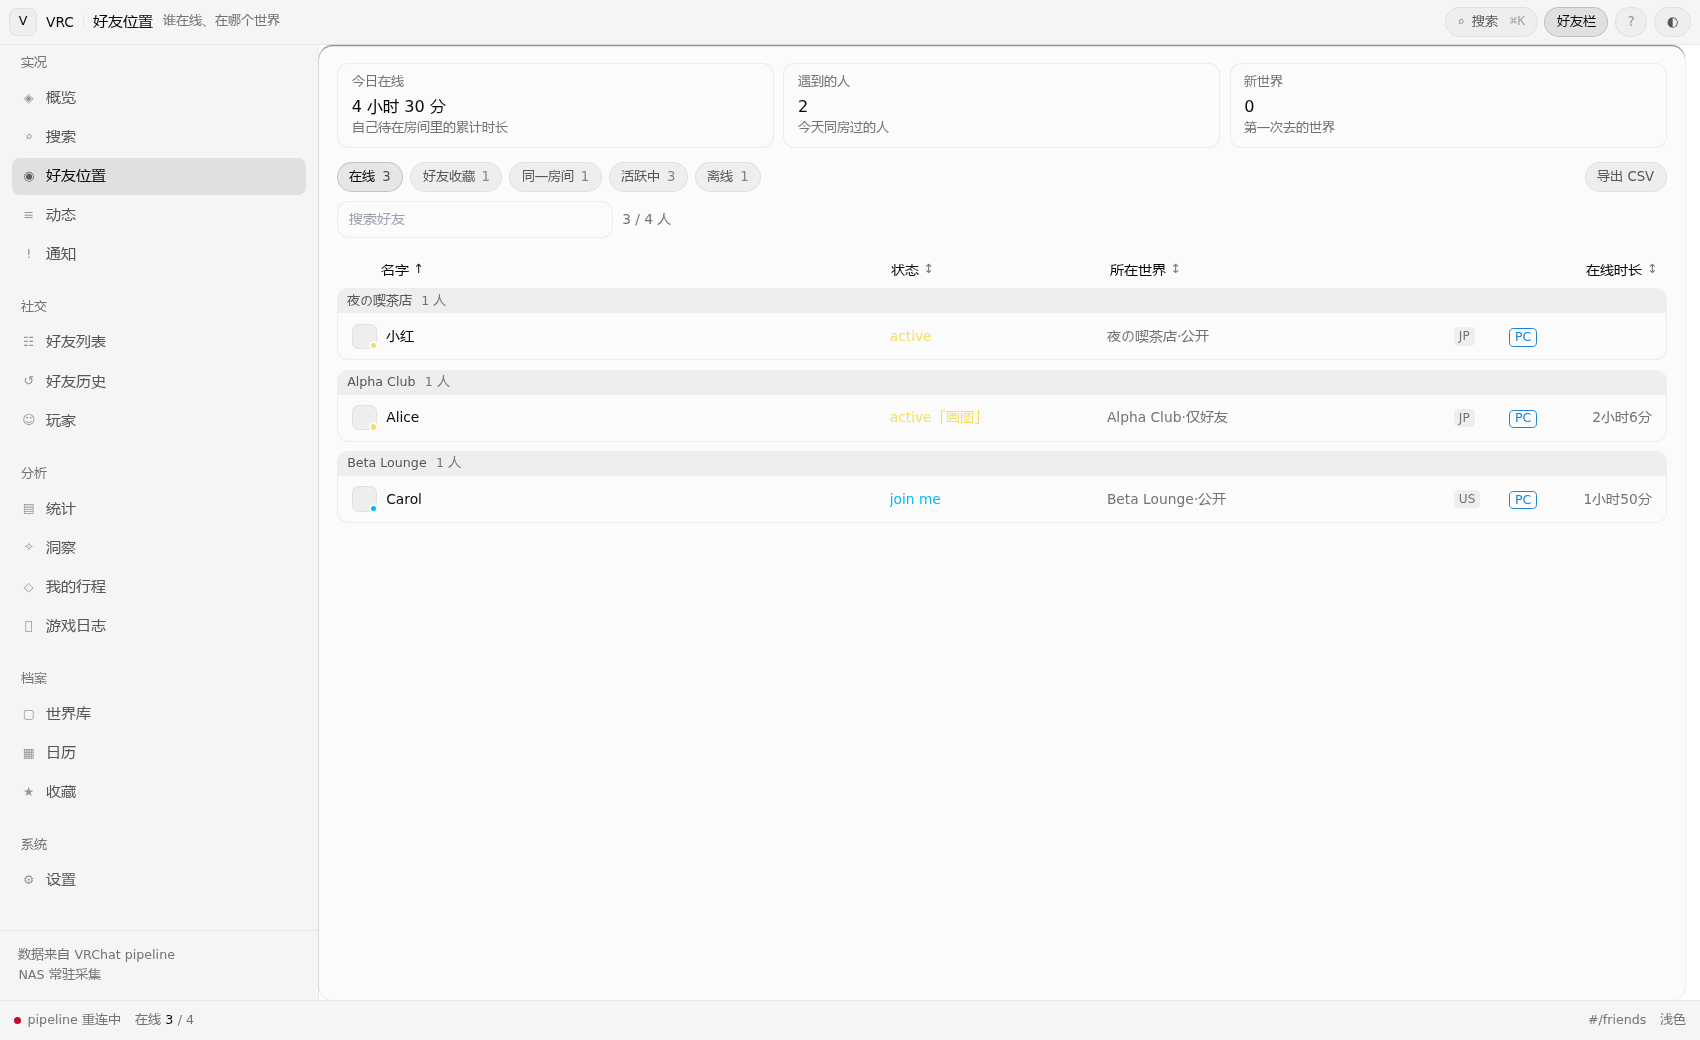 V VRC 好友位置 谁在线、在哪个世界 搜索 ⌘K 好友栏 ?
实况
概览
搜索
好友位置
动态
通知
社交
好友列表
好友历史
玩家
分析
统计
洞察
我的行程
游戏日志
档案
世界库
日历
收藏
系统
设置
数据来自 VRChat pipeline
NAS 常驻采集
今日在线
4 小时 30 分
自己待在房间里的累计时长
遇到的人
2
今天同房过的人
新世界
0
第一次去的世界
在线 3 好友收藏 1 同一房间 1 活跃中 3 离线 1 导出 CSV
搜索好友 3 / 4 人
名字 ↑ 状态 ↕ 所在世界 ↕ 在线时长 ↕
夜の喫茶店 1 人
小红 active 夜の喫茶店·公开 JP PC
Alpha Club 1 人
Alice active「画图」 Alpha Club·仅好友 JP PC 2小时6分
Beta Lounge 1 人
Carol join me Beta Lounge·公开 US PC 1小时50分
pipeline 重连中 在线 3 / 4 #/friends 浅色